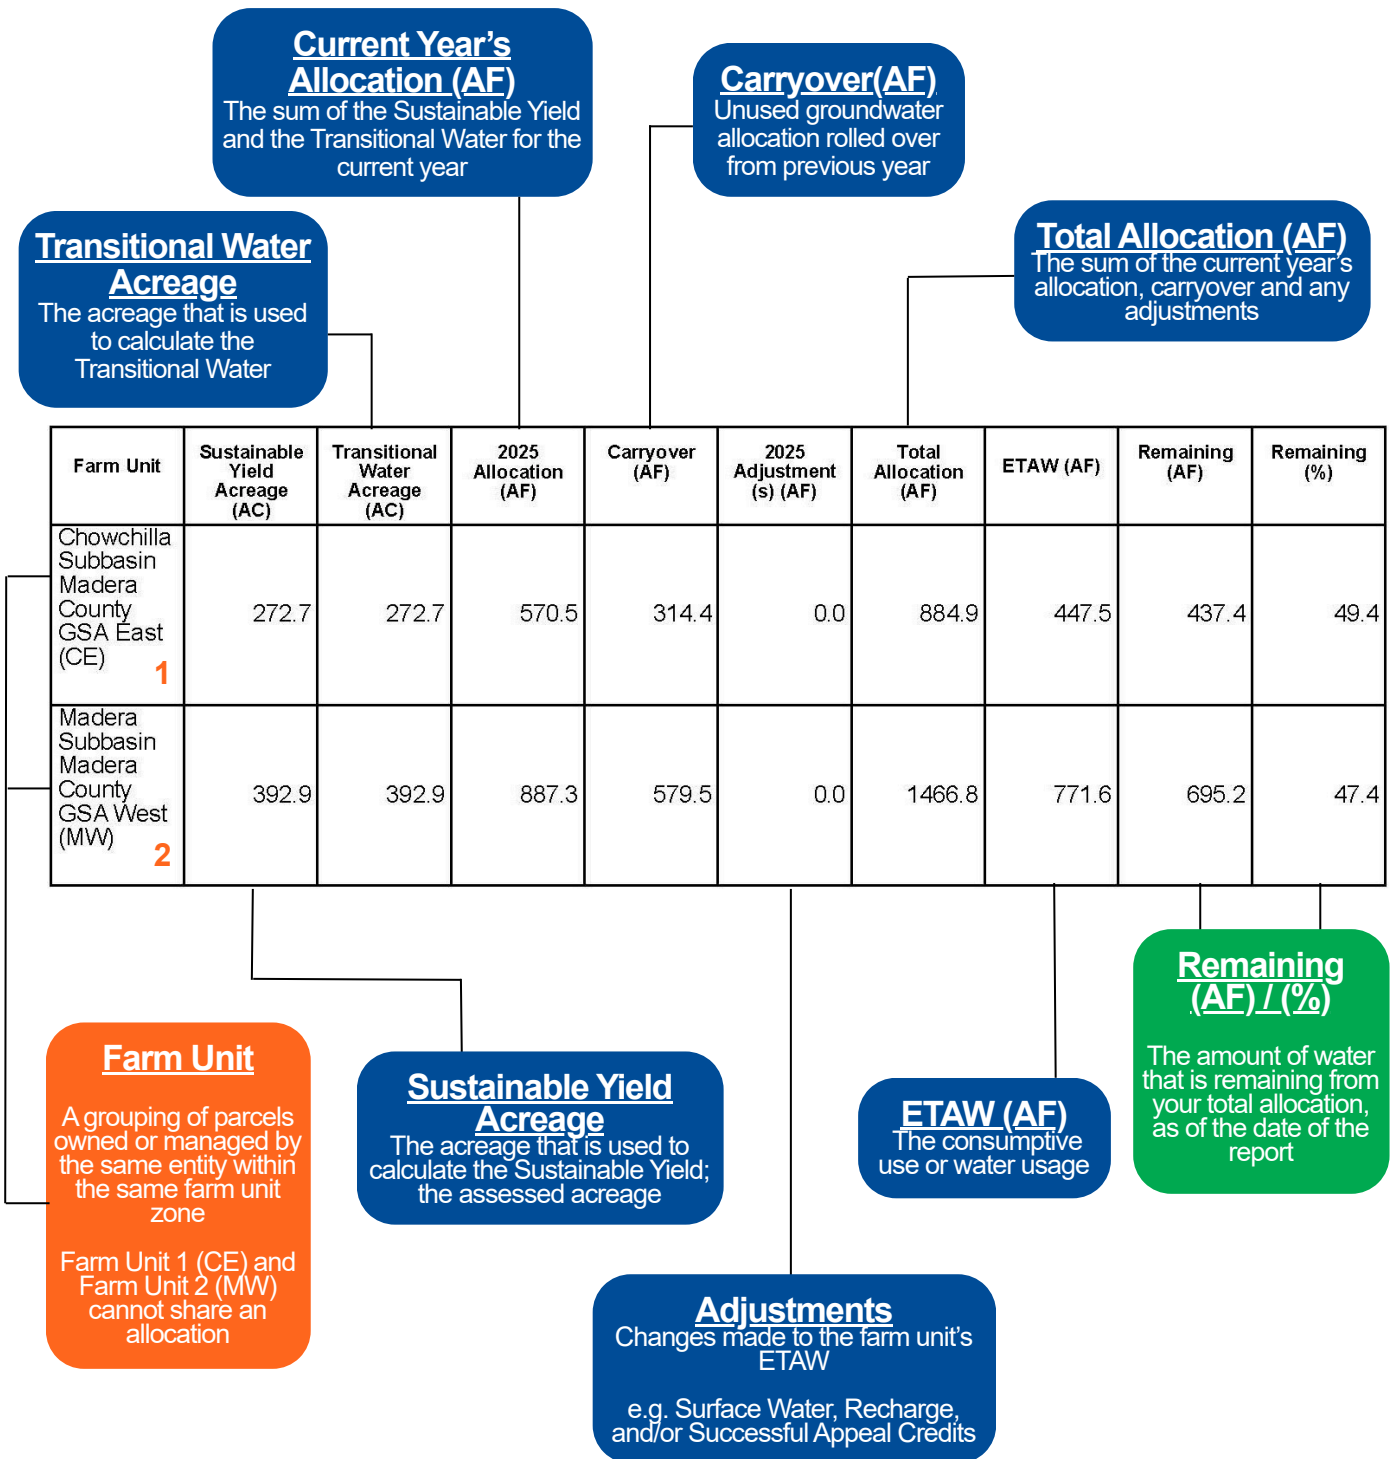 Current Year's
Allocation (AF)
The sum of the Sustainable Yield
and the Transitional Water for the
current year
Carryover(AF)
Unused groundwater
allocation rolled over
from previous year
Transitional Water
Acreage
The acreage that is used
to calculate the
Transitional Water
Total Allocation (AF)
The sum of the current year's
allocation, carryover and any
adjustments
Farm Unit
Sustainable
Yield
Acreage
(AC)
Transitional
Water
Acreage
(AC)
2025
Allocation
(AF)
Carryover
(AF)
2025
Adjustment
(s) (AF)
Total
Allocation
(AF)
ETAW (AF)
Remaining
(AF)
Remaining
(%)
Chowchilla
Subbasin
Madera
County
GSA East
(CE)
1
272.7
272.7
570.5
314.4
0.0
884.9
447.5
437.4
49.4
Madera
Subbasin
Madera
County
GSA West
(MW)
2
392.9
392.9
887.3
579.5
0.0
1466.8
771.6
695.2
47.4
Farm Unit
A grouping of parcels
owned or managed by
the same entity within
the same farm unit
zone
Farm Unit 1 (CE) and
Farm Unit 2 (MW)
cannot share an
allocation
Sustainable Yield
Acreage
The acreage that is used to
calculate the Sustainable Yield;
the assessed acreage
ETAW (AF)
The consumptive
use or water usage
Remaining
(AF) / (%)
The amount of water
that is remaining from
your total allocation,
as of the date of the
report
Adjustments
Changes made to the farm unit's
ETAW
e.g. Surface Water, Recharge,
and/or Successful Appeal Credits